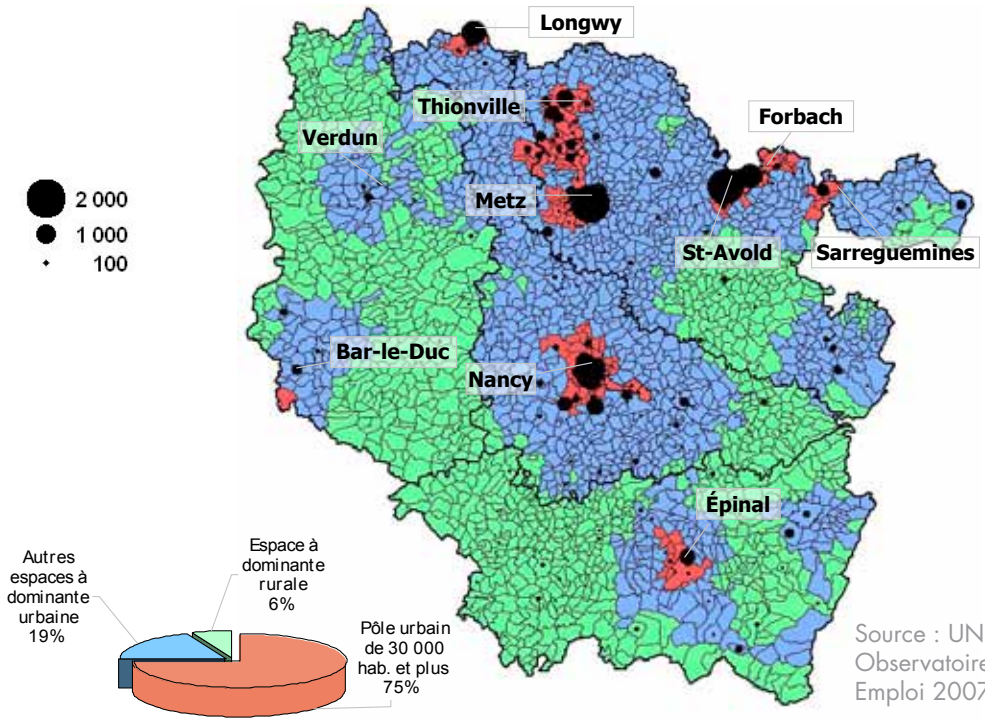 Longwy
Thionville
Forbach
Verdun
2 000
Metz
1 000
St-Avold
Sarreguemines
100
Bar-le-Duc
Nancy
Épinal
Autres
espaces à
dominante
urbaine
19%
Espace à
dominante
rurale
6%
Pôle urbain
de 30 000
hab. et plus
75%
Source : UN
Observatoire
Emploi 2007